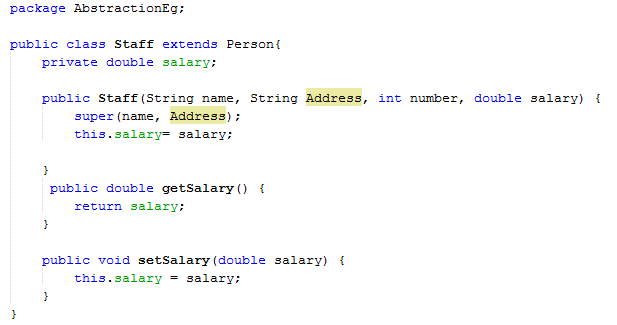 package AbstractionEg;
public class Staff extends Person{
private double salary;
public Staff(String name, String Address, int number, double salary) {
super(name, Address);
this.salary= salary;
}
public double getSalary() {
return salary;
}
public void setSalary(double salary) {
this.salary = salary;
}
}